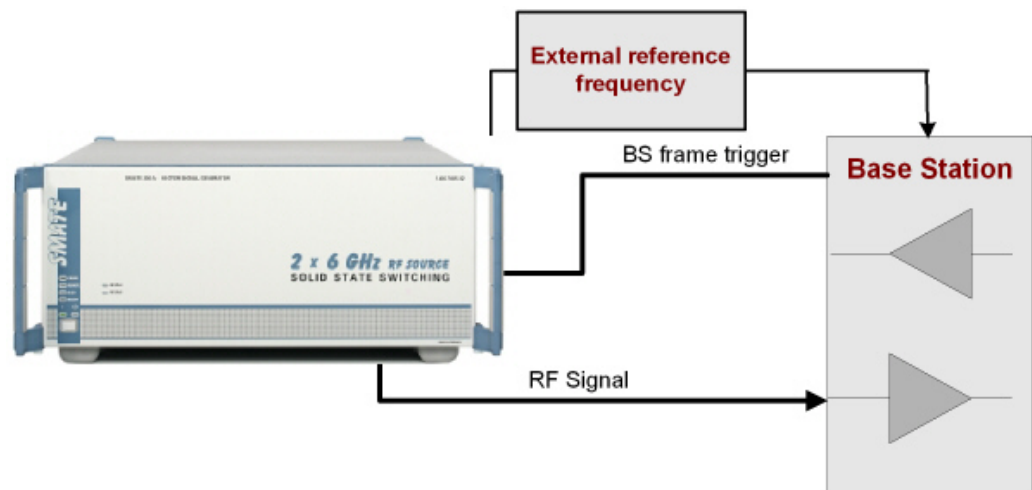 External reference
frequency
BS frame trigger
Base Station
SMATE
2 x 6 GHz RF SOURCE
SOLID STATE SWITCHING
RF Signal